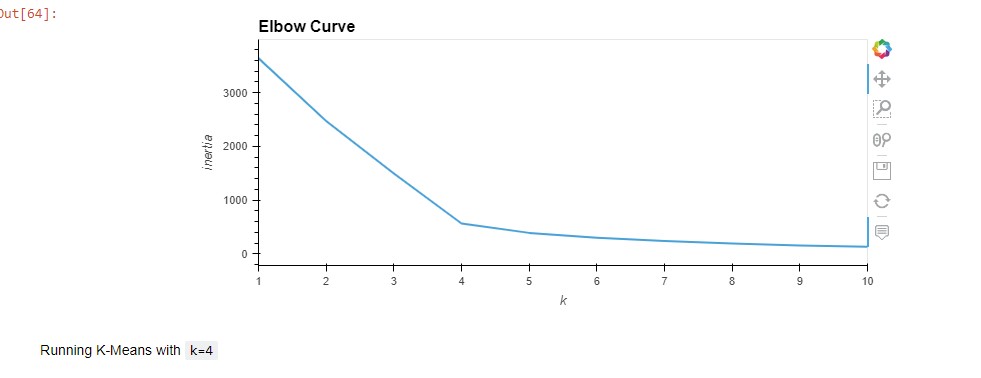 Out[64]:
Elbow Curve
3000
2000
1000
0
inertia
1 2 3 4 5 6 7 8 9 10
k
Running K-Means with k=4